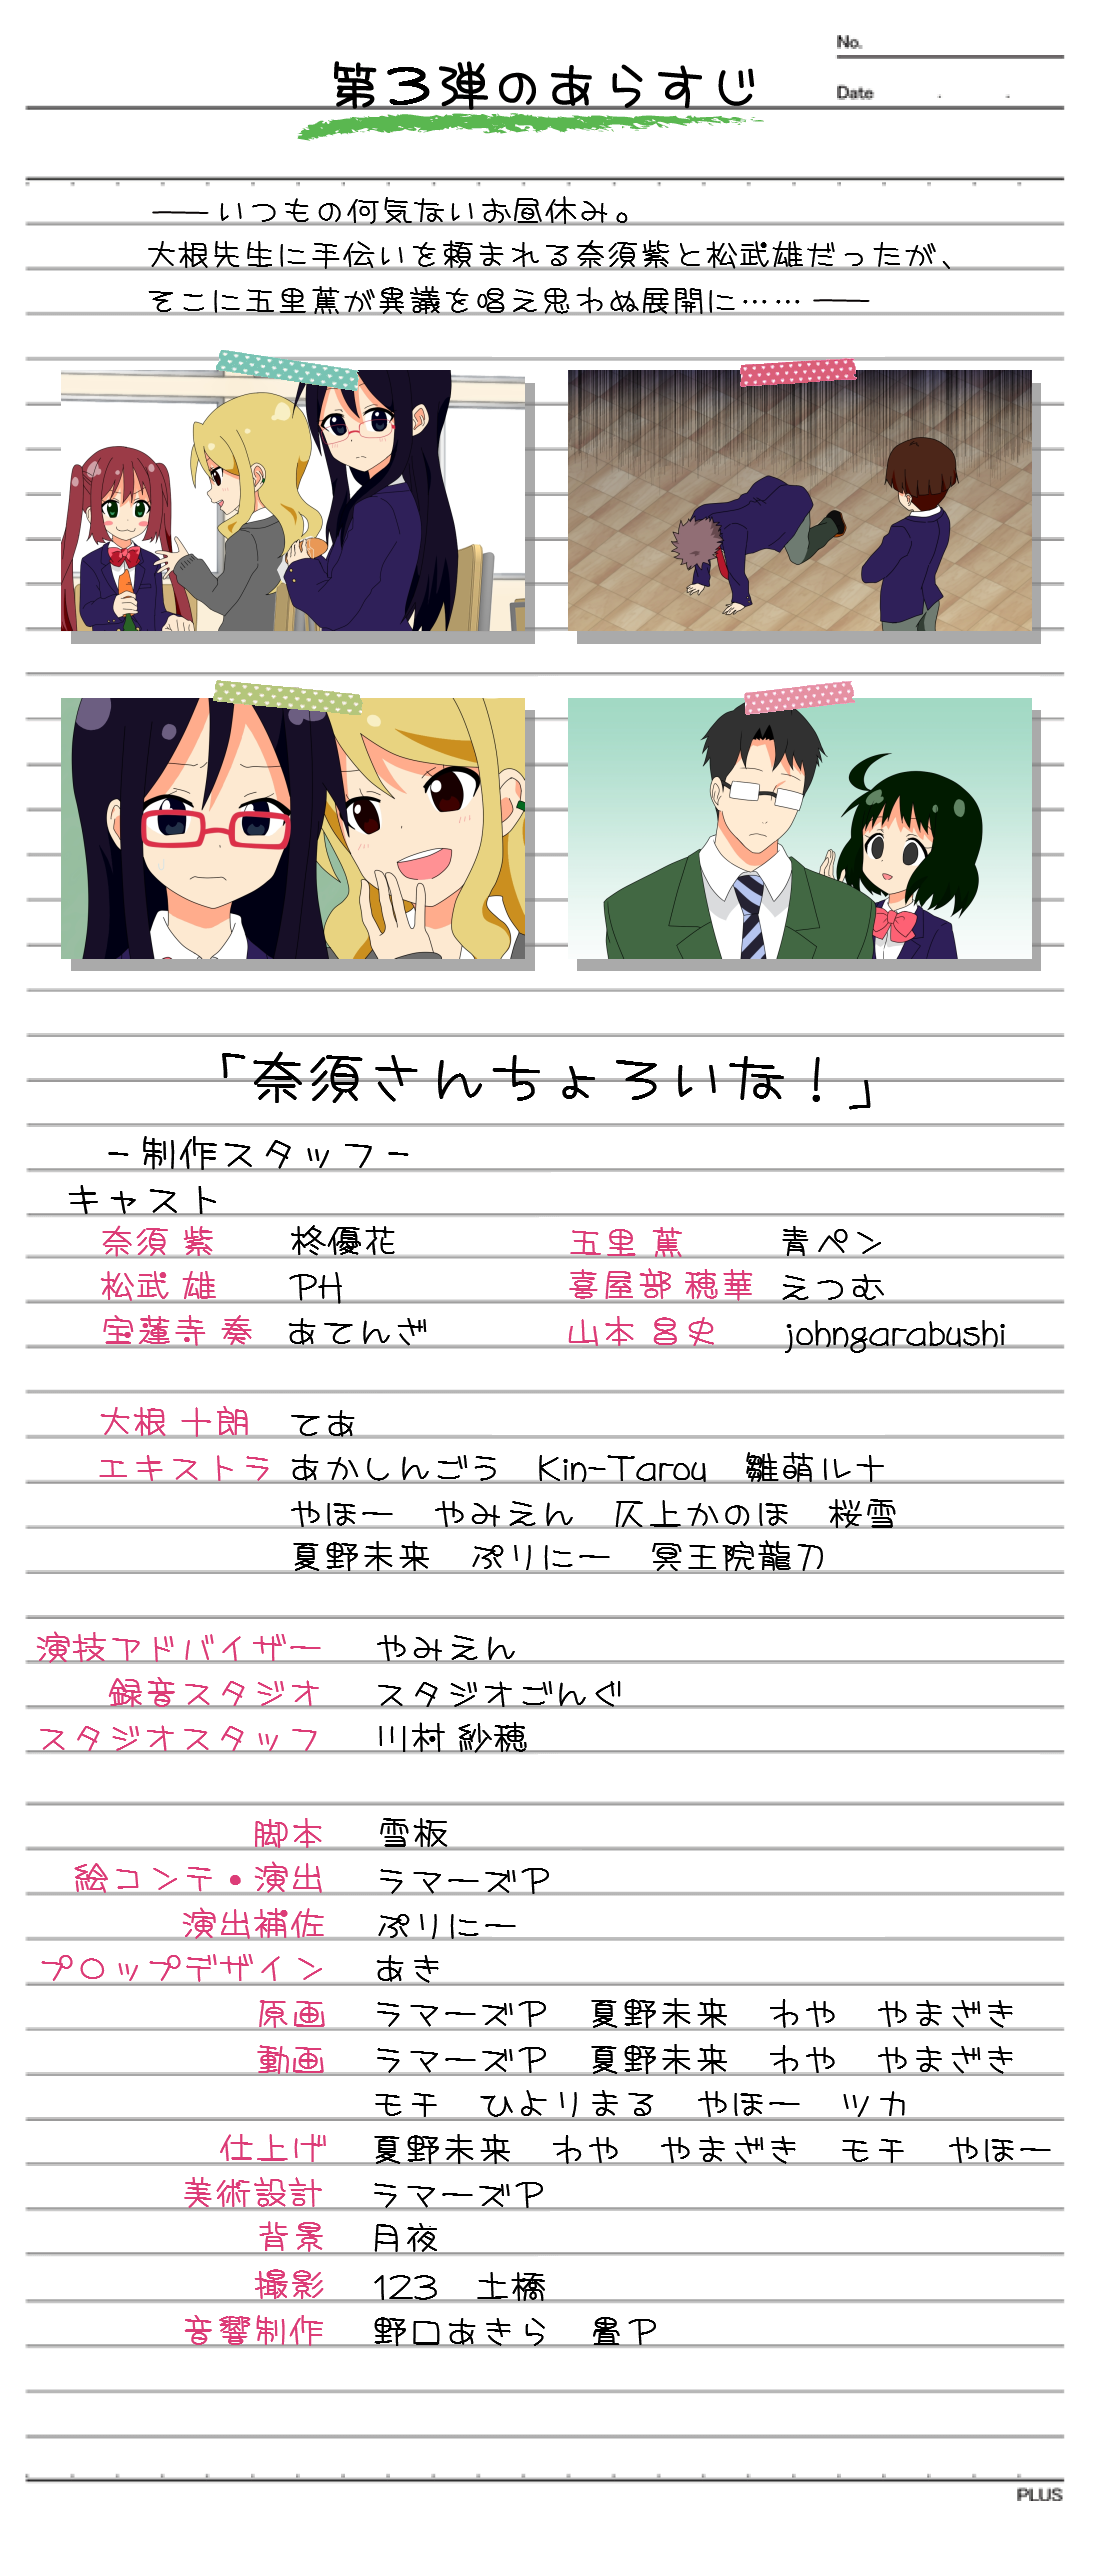 No.
第3弾のあらすじ
Date . .
――いつもの何気ないお昼休み。
大根先生に手伝いを頼まれる奈須紫と松武雄だったが、
そこに五里薫が異議を唱え思わぬ展開に……――
「奈須さんちょろいな!」
-制作スタッフ-
キャスト
奈須 紫 柊優花 五里 薫 青ペン
松武 雄 PH 喜屋部 穂華 えつむ
宝蓮寺 奏 あてんぎ 山本 昌史 johngarabushi
大根 十朗 てあ
エキストラ あかしんごう Kin-Tarou 雛萌ルナ
やほー やみえん 仄上かのほ 桜雪
夏野未来 ぷりにー 冥王院龍刀
演技アドバイザー やみえん
録音スタジオ スタジオごんぐ
スタジオスタッフ 川村 紗穂
脚本 雪板
絵コンテ・演出 ラマーズP
演出補佐 ぷりにー
プロップデザイン あき
原画 ラマーズP 夏野未来 わや やまざき
動画 ラマーズP 夏野未来 わや やまざき
モチ ひよりまる やほー ツカ
仕上げ 夏野未来 わや やまざき モチ やほー
美術設計 ラマーズP
背景 月夜
撮影 123 土橋
音響制作 野口あきら 畳P
PLUS